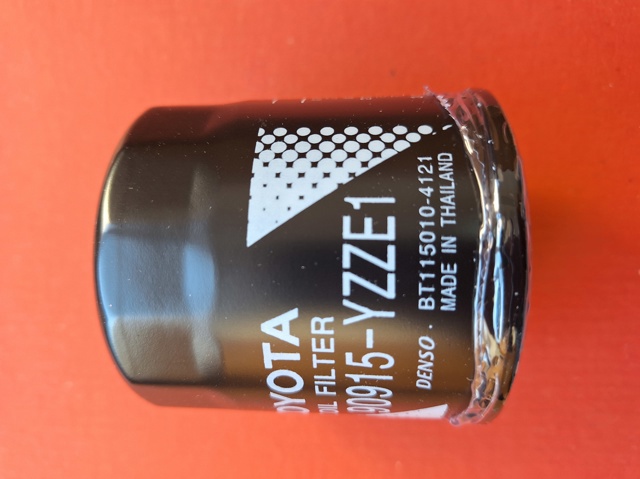 OYOTA
OIL FILTER
90915-YZZE1
DENSO · BT115010-4121
MADE IN THAILAND